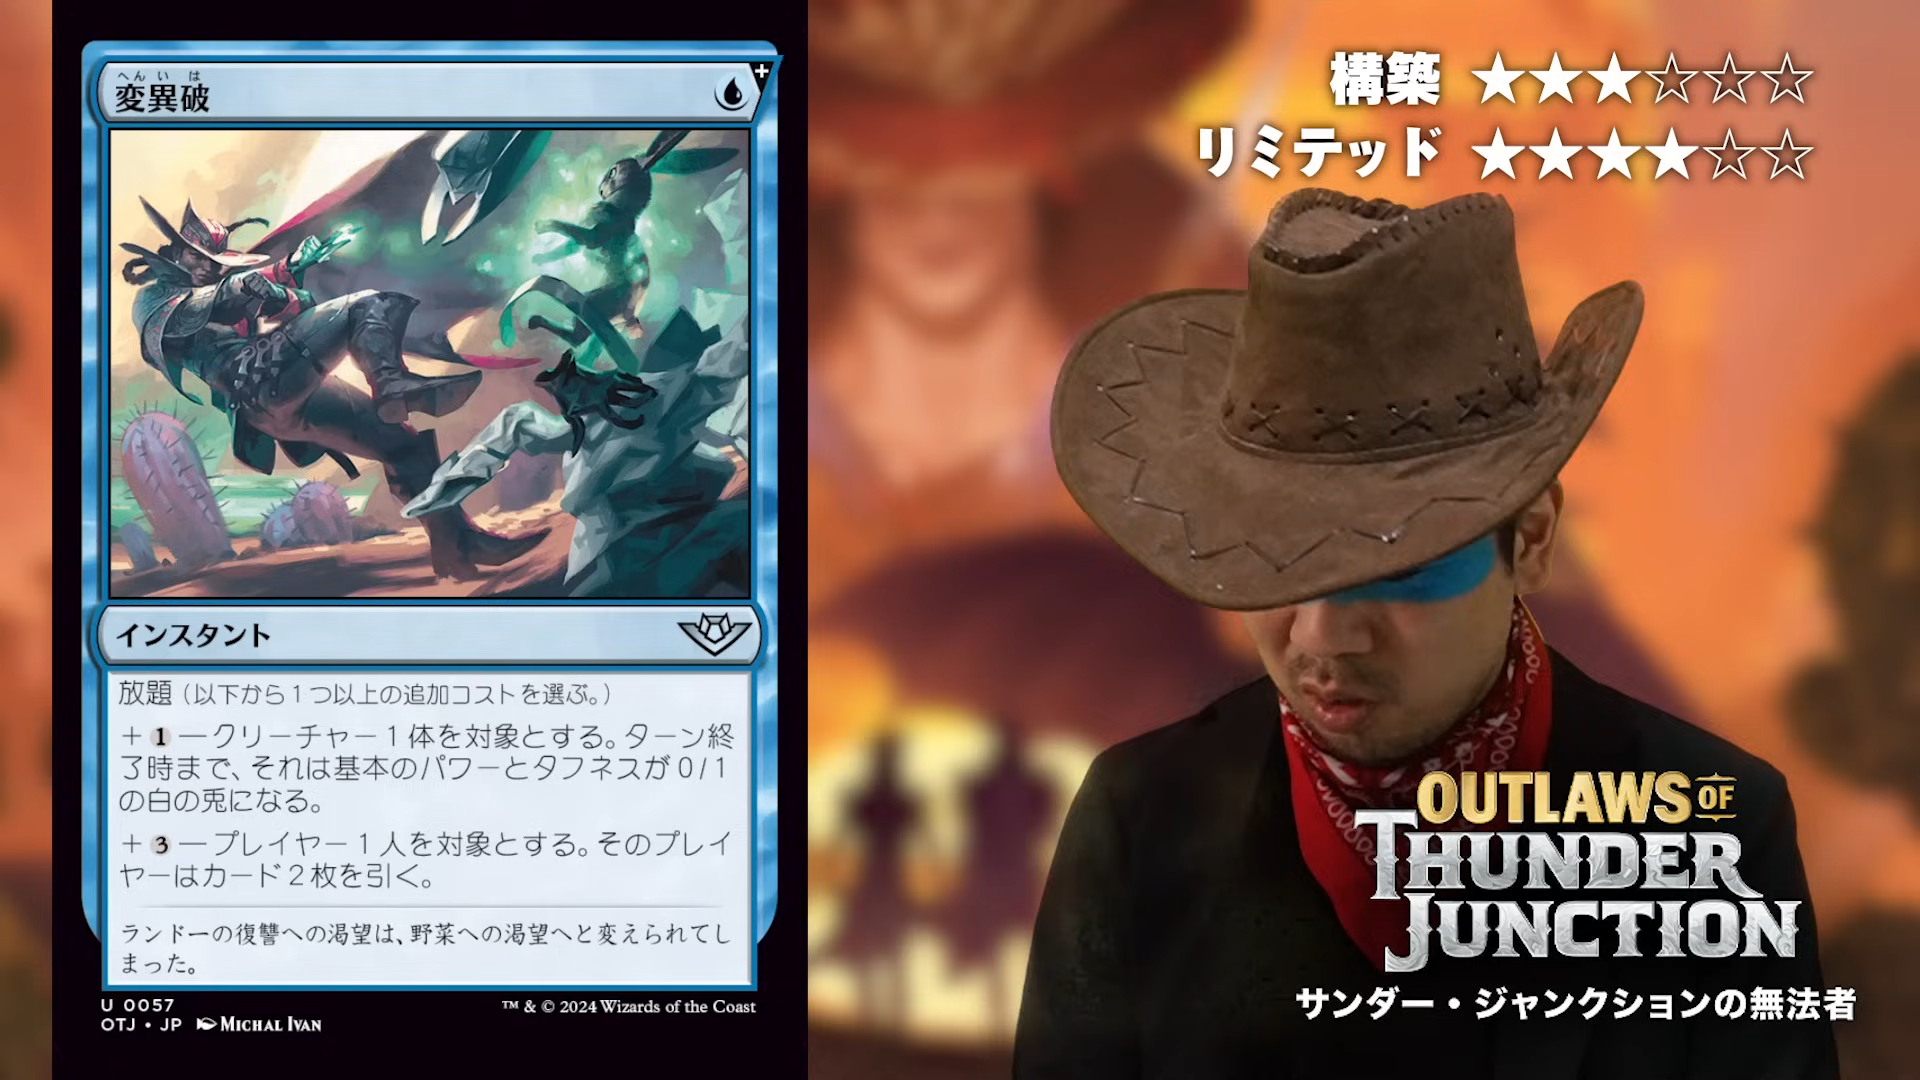 へんいは
変異破
インスタント
放題（以下から１つ以上の追加コストを選ぶ。）
＋1―クリーチャー１体を対象とする。ターン終
了時まで、それは基本のパワーとタフネスが０/１
の白の兎になる。
＋3―プレイヤー１人を対象とする。そのプレイ
ヤーはカード２枚を引く。
ランドーの復讐への渇望は、野菜への渇望へと変えられてし
まった。
U 0057
OTJ・JP MICHAL IVAN
™ & © 2024 Wizards of the Coast
構築 ★★★☆☆☆
リミテッド ★★★★☆☆
OUTLAWS OF
THUNDER
JUNCTION
サンダー・ジャンクションの無法者